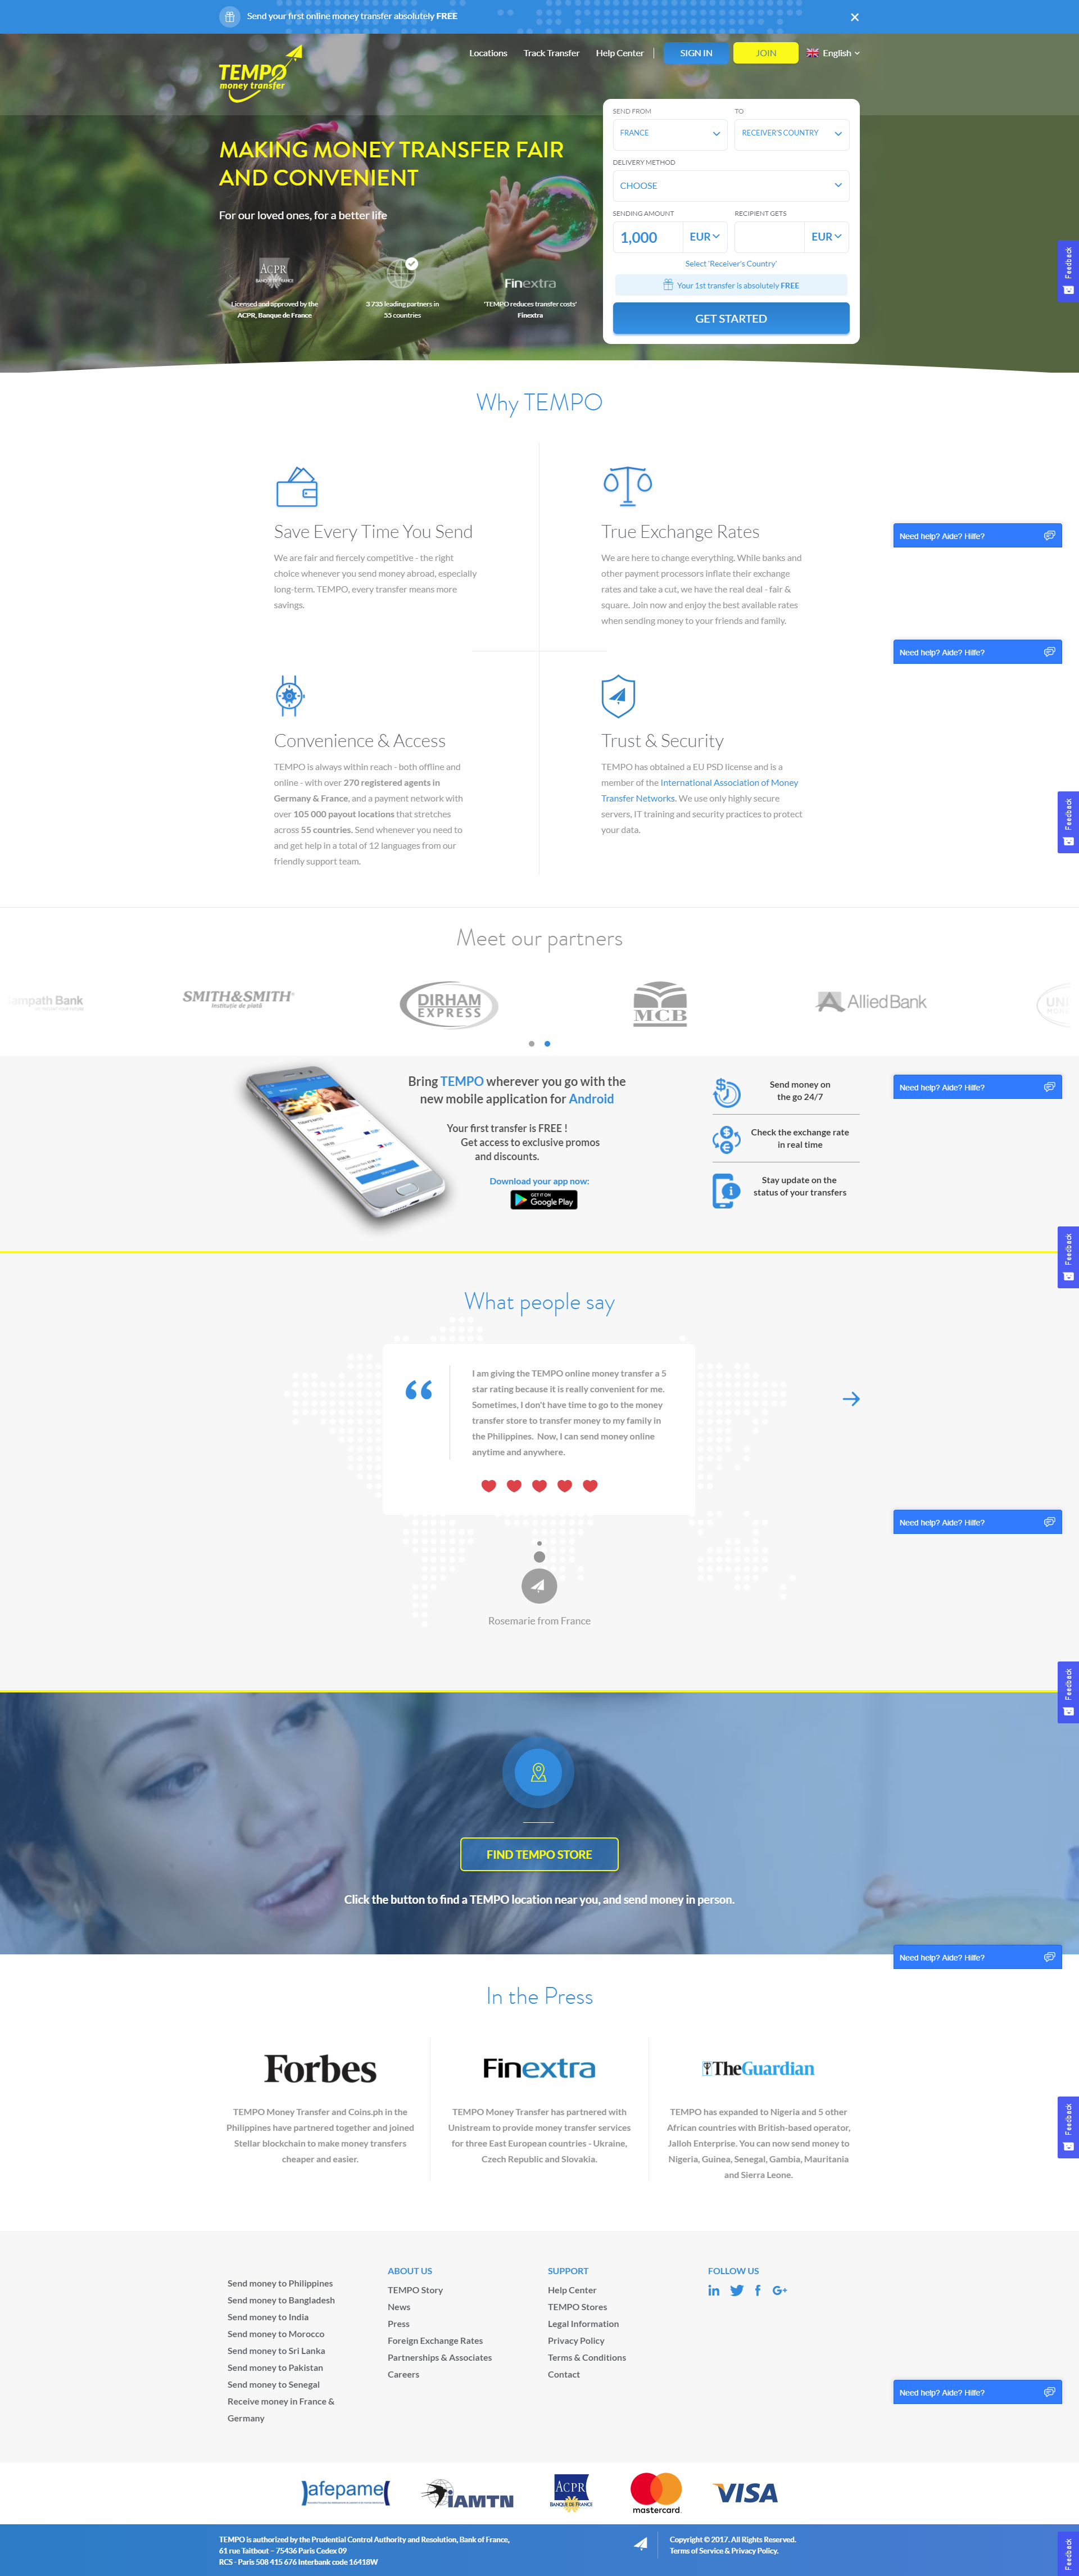 Send your first online money transfer absolutely FREE
TEMPO
money transfer
Locations
Track Transfer
Help Center
SIGN IN
JOIN
English
MAKING MONEY TRANSFER FAIR
AND CONVENIENT
For our loved ones, for a better life
ACPR
BANQUE DE FRANCE
Licensed and approved by the
ACPR, Banque de France
3 735 leading partners in
55 countries
Finextra
'TEMPO reduces transfer costs'
Finextra
SEND FROM
TO
FRANCE
RECEIVER'S COUNTRY
DELIVERY METHOD
CHOOSE
SENDING AMOUNT
RECIPIENT GETS
1,000
EUR
EUR
Select 'Receiver's Country'
Your 1st transfer is absolutely FREE
GET STARTED
Feedback
Why TEMPO
Save Every Time You Send
We are fair and fiercely competitive - the right
choice whenever you send money abroad, especially
long-term. TEMPO, every transfer means more
savings.
True Exchange Rates
We are here to change everything. While banks and
other payment processors inflate their exchange
rates and take a cut, we have the real deal - fair &
square. Join now and enjoy the best available rates
when sending money to your friends and family.
Need help? Aide? Hilfe?
Need help? Aide? Hilfe?
Convenience & Access
TEMPO is always within reach - both offline and
online - with over 270 registered agents in
Germany & France, and a payment network with
over 105 000 payout locations that stretches
across 55 countries. Send whenever you need to
and get help in a total of 12 languages from our
friendly support team.
Trust & Security
TEMPO has obtained a EU PSD license and is a
member of the International Association of Money
Transfer Networks. We use only highly secure
servers, IT training and security practices to protect
your data.
Feedback
Meet our partners
Sampath Bank
SMITH&SMITH
Instituție de plată
DIRHAM
EXPRESS
MCB
AlliedBank
Bring TEMPO wherever you go with the
new mobile application for Android
Your first transfer is FREE !
Get access to exclusive promos
and discounts.
Download your app now:
GET IT ON
Google Play
Send money on
the go 24/7
Check the exchange rate
in real time
Stay update on the
status of your transfers
Need help? Aide? Hilfe?
Feedback
What people say
I am giving the TEMPO online money transfer a 5
star rating because it is really convenient for me.
Sometimes, I don't have time to go to the money
transfer store to transfer money to my family in
the Philippines. Now, I can send money online
anytime and anywhere.
Rosemarie from France
Need help? Aide? Hilfe?
Feedback
FIND TEMPO STORE
Click the button to find a TEMPO location near you, and send money in person.
Need help? Aide? Hilfe?
In the Press
Forbes
TEMPO Money Transfer and Coins.ph in the
Philippines have partnered together and joined
Stellar blockchain to make money transfers
cheaper and easier.
Finextra
TEMPO Money Transfer has partnered with
Unistream to provide money transfer services
for three East European countries - Ukraine,
Czech Republic and Slovakia.
TheGuardian
TEMPO has expanded to Nigeria and 5 other
African countries with British-based operator,
Jalloh Enterprise. You can now send money to
Nigeria, Guinea, Senegal, Gambia, Mauritania
and Sierra Leone.
Feedback
Send money to Philippines
Send money to Bangladesh
Send money to India
Send money to Morocco
Send money to Sri Lanka
Send money to Pakistan
Send money to Senegal
Receive money in France &
Germany
ABOUT US
TEMPO Story
News
Press
Foreign Exchange Rates
Partnerships & Associates
Careers
SUPPORT
Help Center
TEMPO Stores
Legal Information
Privacy Policy
Terms & Conditions
Contact
FOLLOW US
Need help? Aide? Hilfe?
afepame
IAMTN
ACPR
BANQUE DE FRANCE
mastercard.
VISA
TEMPO is authorized by the Prudential Control Authority and Resolution, Bank of France,
61 rue Taitbout – 75436 Paris Cedex 09
RCS - Paris 508 415 676 Interbank code 16418W
Copyright © 2017. All Rights Reserved.
Terms of Service & Privacy Policy.
Feedback